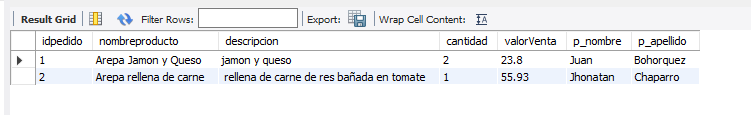 Result Grid Filter Rows: Export: Wrap Cell Content: IA
idpedido nombreproducto descripcion cantidad valorVenta p_nombre p_apellido
1 Arepa Jamon y Queso jamon y queso 2 23.8 Juan Bohorquez
2 Arepa rellena de carne rellena de carne de res bañada en tomate 1 55.93 Jhonatan Chaparro